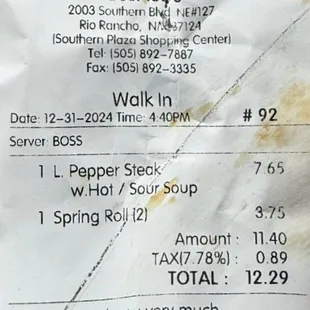 2003 Southern Blvd NE#127
Rio Rancho, NM 87124
(Southern Plaza Shopping Center)
Tel: (505) 892-7887
Fax: (505) 892-3335
Walk In
Date: 12-31-2024 Time: 4:40PM # 92
Server: BOSS
1 L. Pepper Steak 7.65
w.Hot / Sour Soup
1 Spring Roll (2) 3.75
Amount : 11.40
TAX(7.78%) : 0.89
TOTAL : 12.29
very much